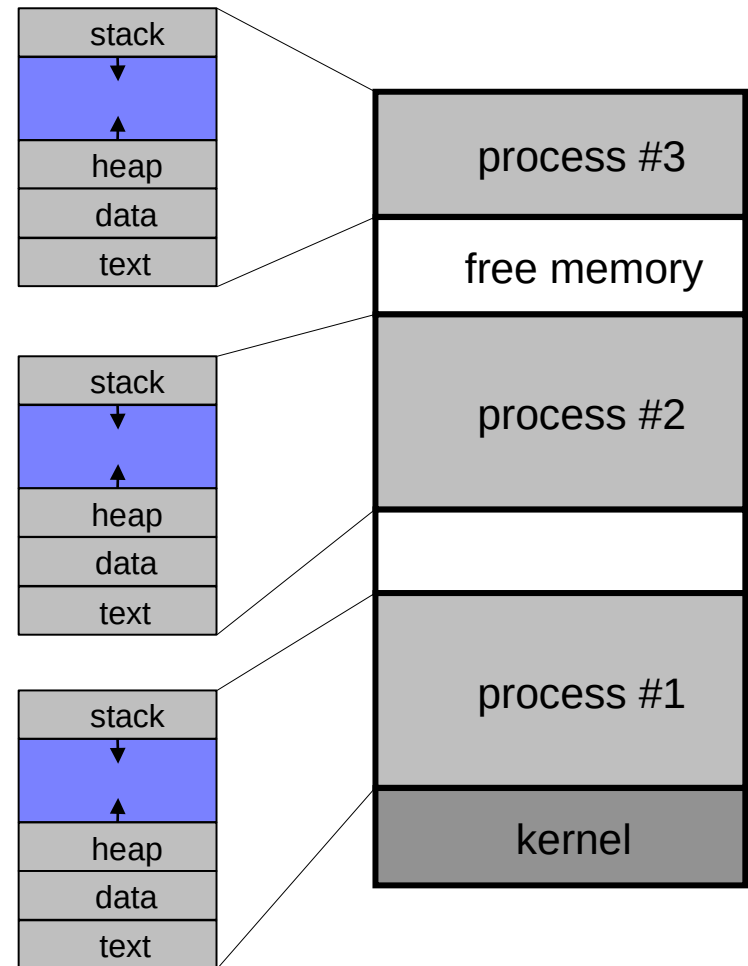 stack
heap
data
text
stack
heap
data
text
stack
heap
data
text
process #3
free memory
process #2
process #1
kernel